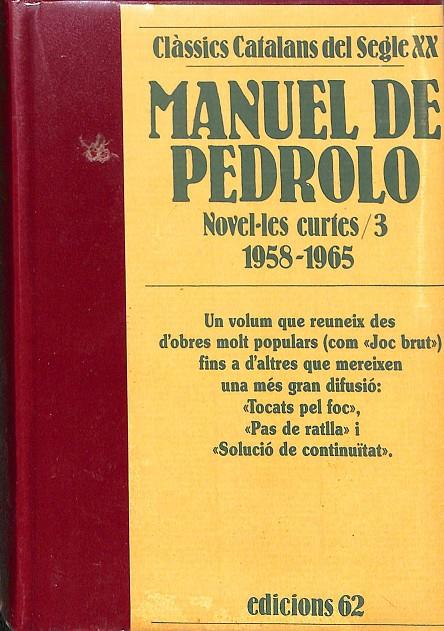 Clàssics Catalans del Segle XX
MANUEL DE
PEDROLO
Novel·les curtes/3
1958-1965
Un volum que reuneix des
d'obres molt populars (com «Joc brut»)
fins a d'altres que mereixen
una més gran difusió:
«Tocats pel foc»,
«Pas de ratlla» i
«Solució de continuïtat».
edicions 62